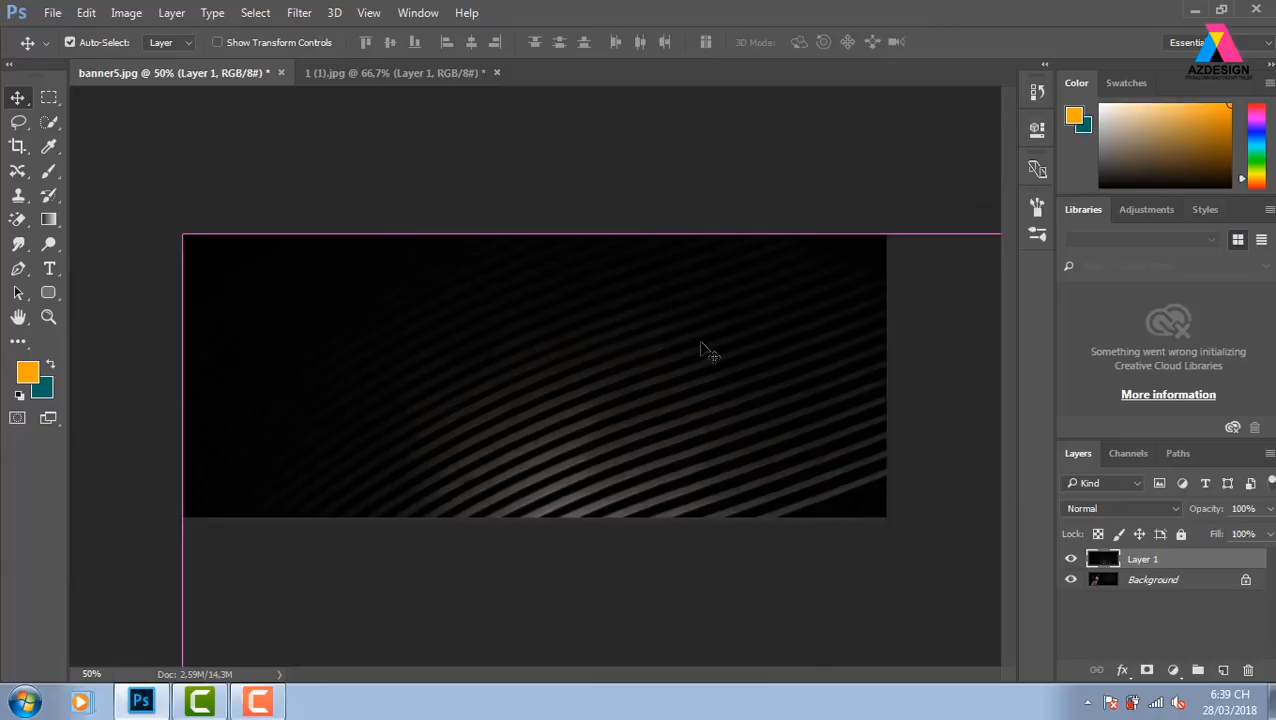 Ps File Edit Image Layer Type Select Filter 3D View Window Help
Auto-Select: Layer Show Transform Controls 3D Mode: Essentia
AZDESIGN
banner5.jpg @ 50% (Layer 1, RGB/8#) * 1 (1).jpg @ 66,7% (Layer 1, RGB/8#) *
Color Swatches
Libraries Adjustments Styles
Something went wrong initializing
Creative Cloud Libraries
More information
Layers Channels Paths
Kind
Normal Opacity: 100%
Lock: Fill: 100%
Layer 1
Background
50% Doc: 2,59M/14,3M
Ps
6:39 CH
28/03/2018